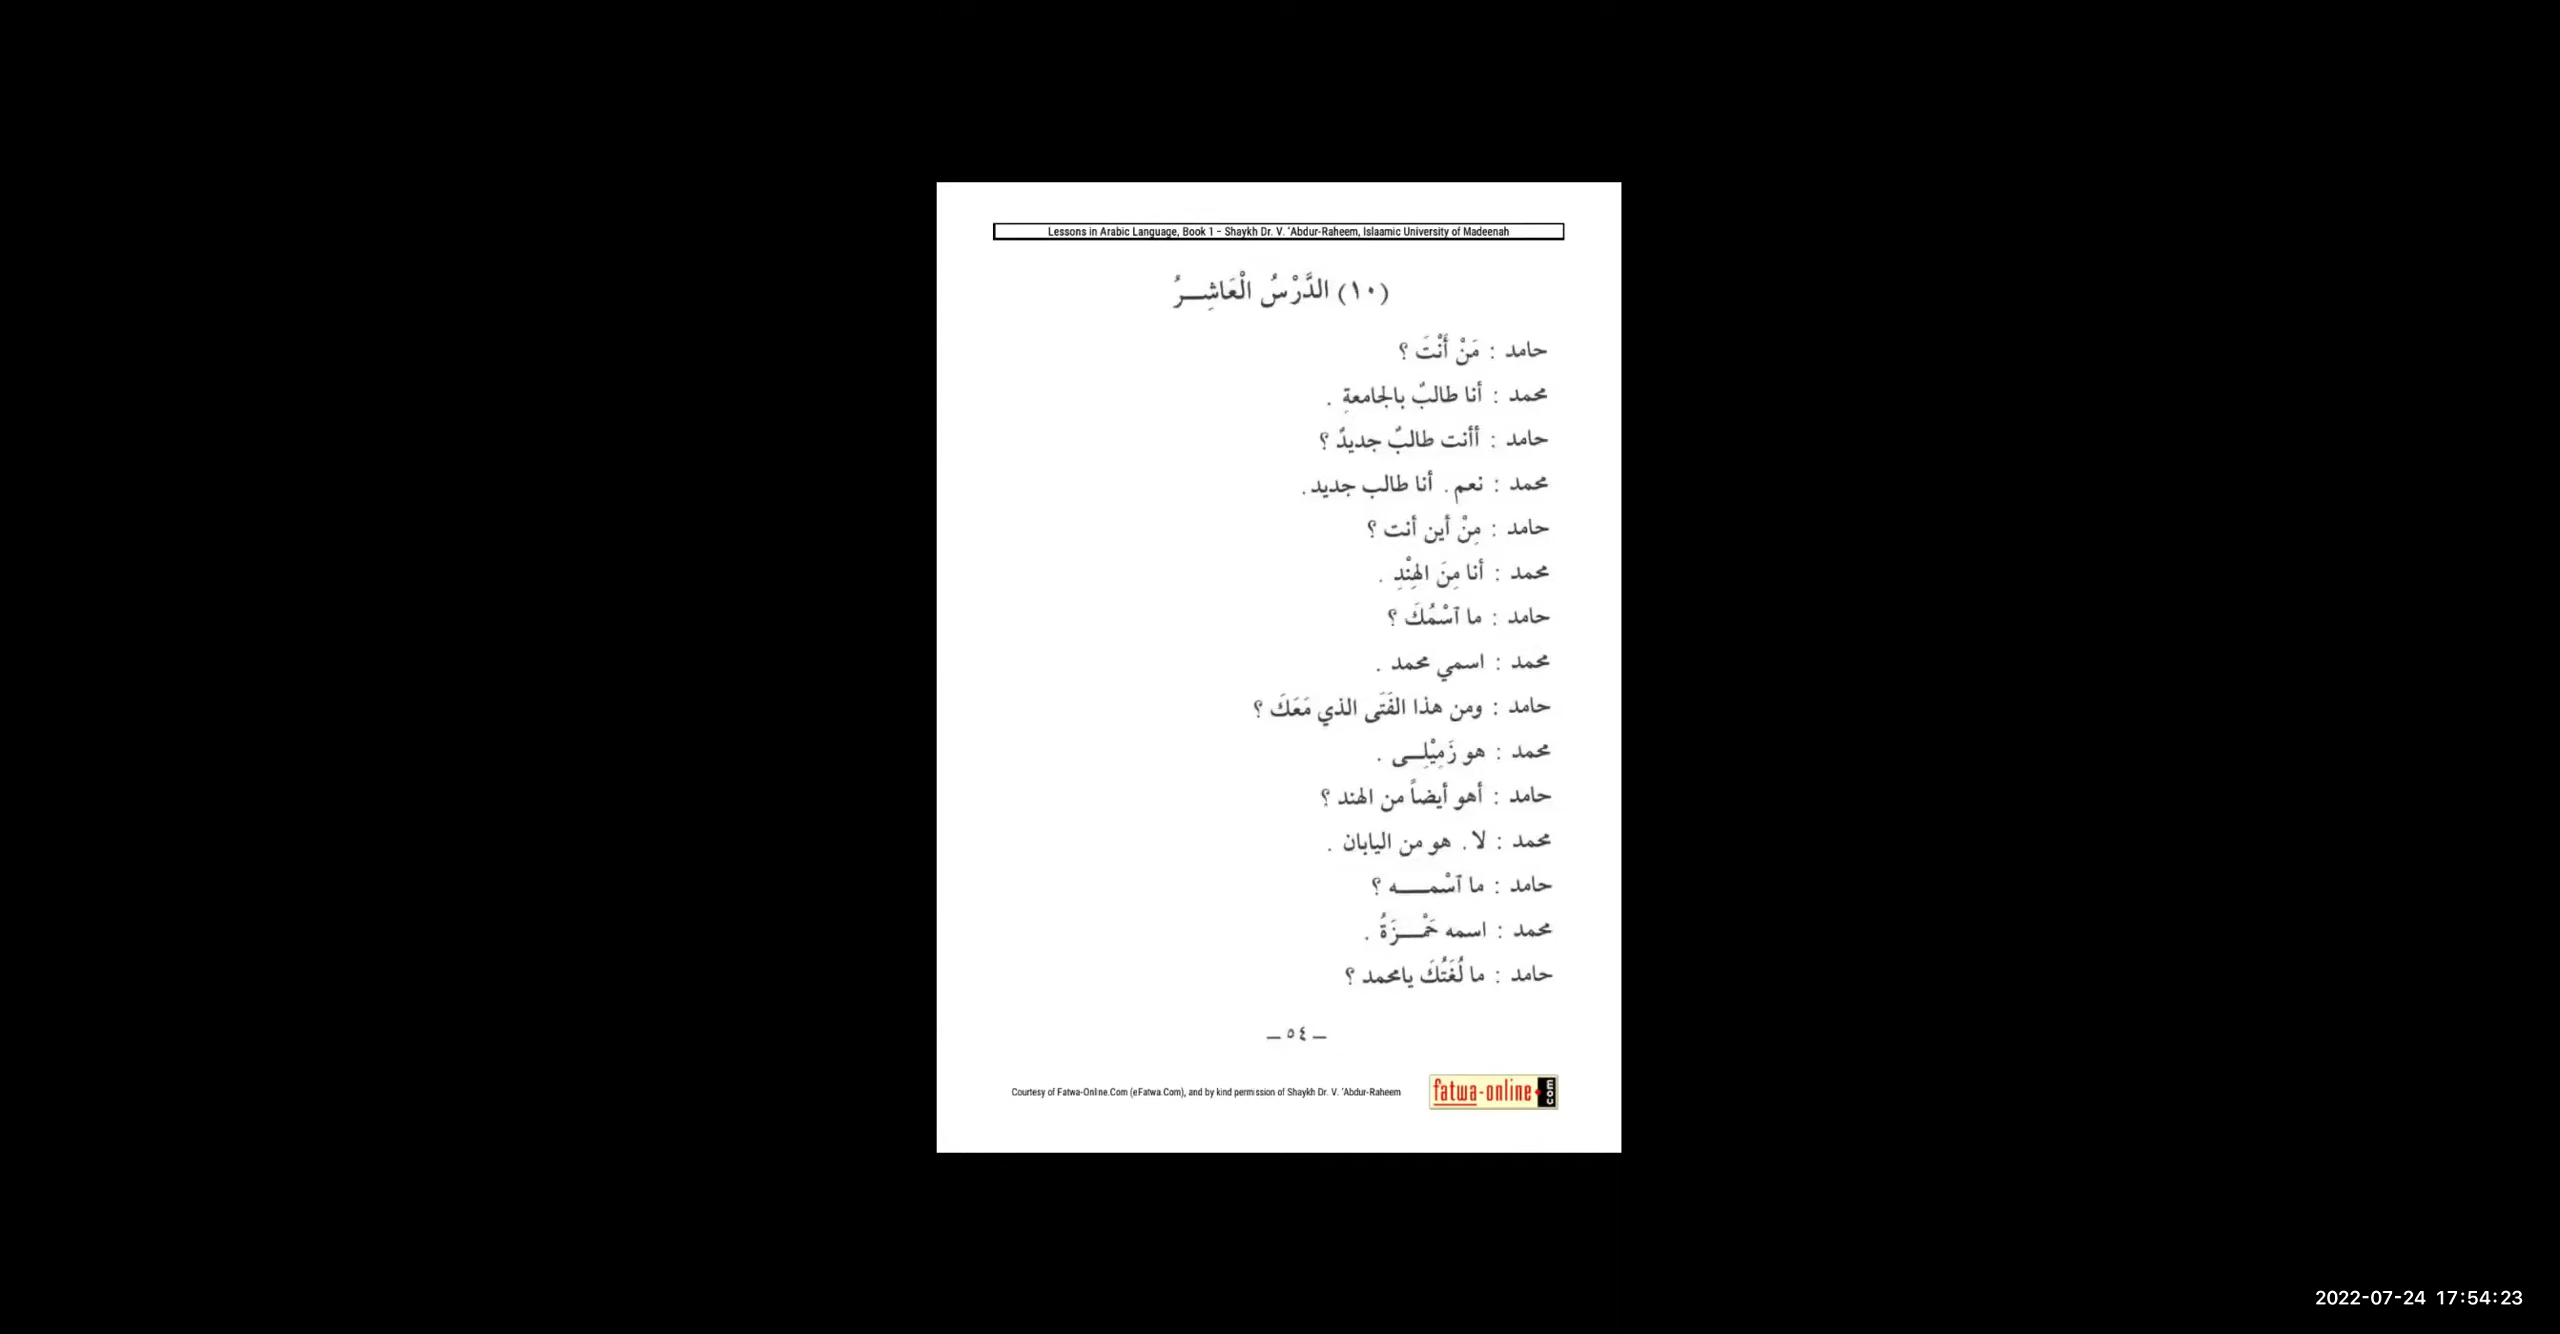 Lessons in Arabic Language, Book 1 - Shaykh Dr. V. 'Abdur-Raheem, Islaamic University of Madeenah
(١٠) الدَّرْسُ الْعَاشِـــرُ
حامد : مَنْ أَنْتَ ؟
محمد : أنا طالبٌ بالجامعةِ .
حامد : أأنت طالبٌ جديدٌ ؟
محمد : نعم . أنا طالب جديد .
حامد : مِنْ أين أنت ؟
محمد : أنا مِنَ الهِنْدِ .
حامد : ما ٱسْمُكَ ؟
محمد : اسمي محمد .
حامد : ومن هذا الفَتَى الذي مَعَكَ ؟
محمد : هو زَمِيْلِـــى .
حامد : أهو أيضاً من الهند ؟
محمد : لا . هو من اليابان .
حامد : ما ٱسْمـــــه ؟
محمد : اسمه حَمْـــزَةُ .
حامد : ما لُغَتُكَ يامحمد ؟
— ٥٤ —
Courtesy of Fatwa-Online.Com (eFatwa.Com), and by kind permission of Shaykh Dr. V. 'Abdur-Raheem
fatwa-online.com
2022-07-24 17:54:23